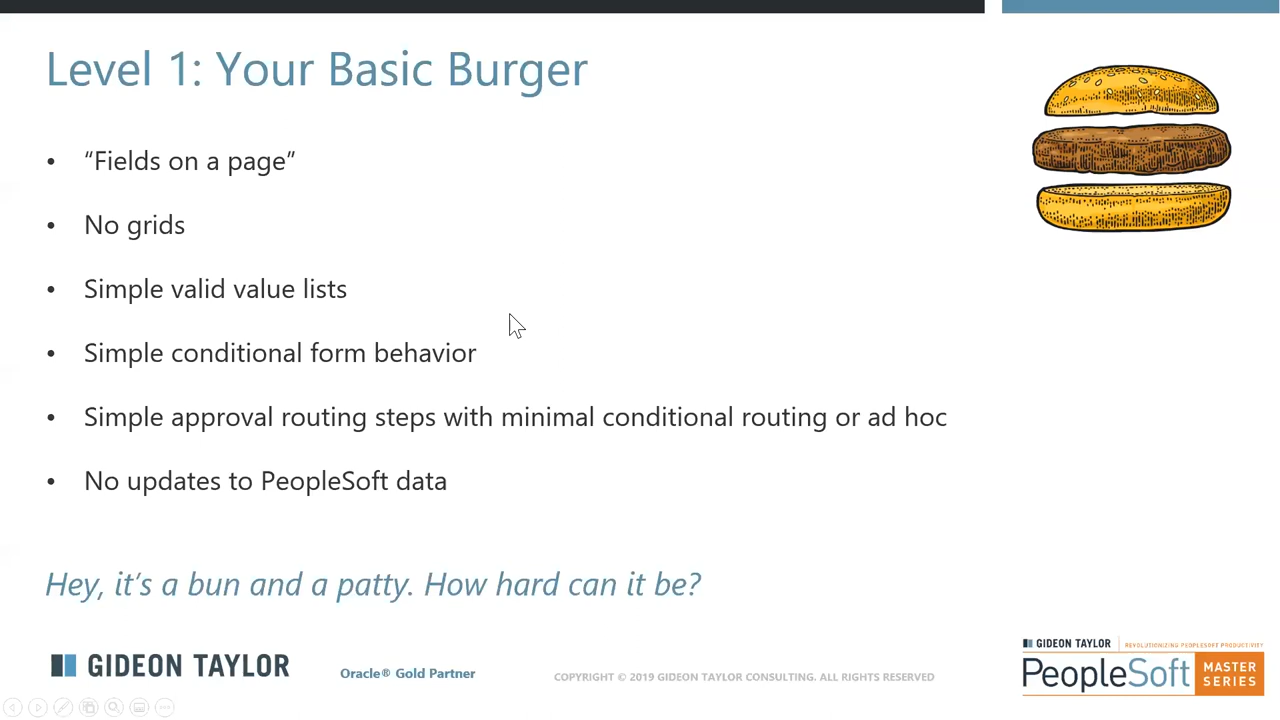 Level 1: Your Basic Burger
• “Fields on a page”
• No grids
• Simple valid value lists
• Simple conditional form behavior
• Simple approval routing steps with minimal conditional routing or ad hoc
• No updates to PeopleSoft data
Hey, it’s a bun and a patty. How hard can it be?
GIDEON TAYLOR
Oracle® Gold Partner
COPYRIGHT © 2019 GIDEON TAYLOR CONSULTING. ALL RIGHTS RESERVED
GIDEON TAYLOR REVOLUTIONIZING PEOPLESOFT PRODUCTIVITY
PeopleSoft MASTER SERIES